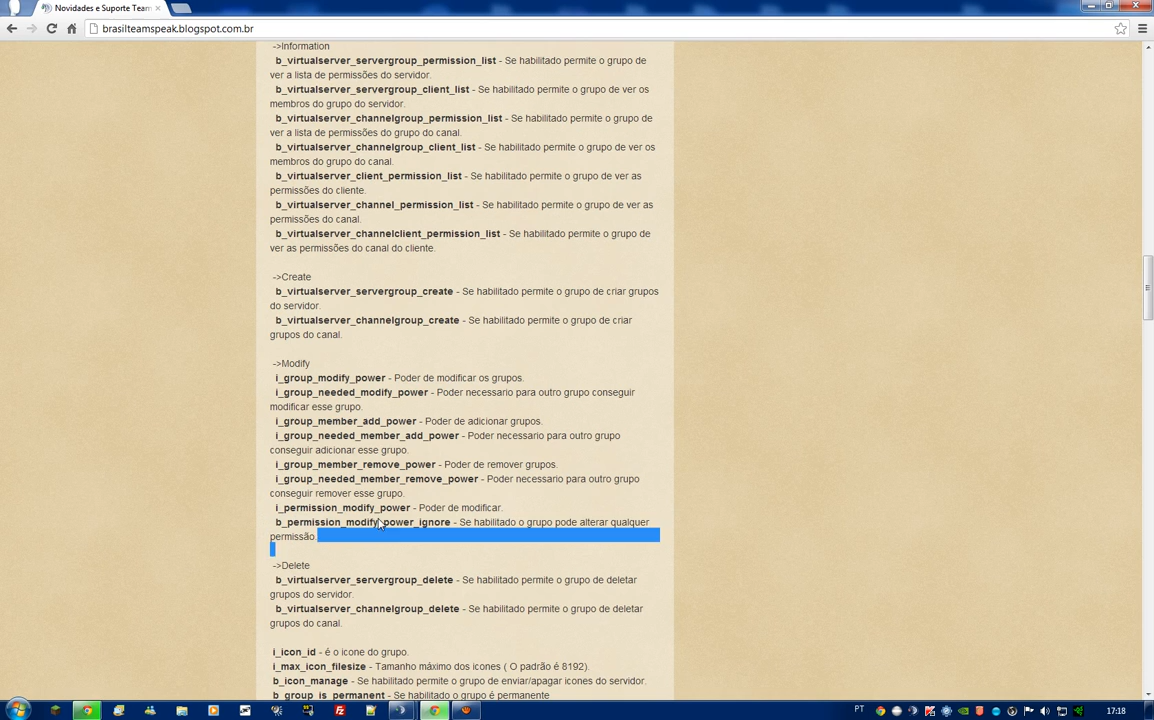 Novidades e Suporte Team
brasilteamspeak.blogspot.com.br
->Information
b_virtualserver_servergroup_permission_list - Se habilitado permite o grupo de
ver a lista de permissões do servidor.
b_virtualserver_servergroup_client_list - Se habilitado permite o grupo de ver os
membros do grupo do servidor.
b_virtualserver_channelgroup_permission_list - Se habilitado permite o grupo de
ver a lista de permissões do grupo do canal.
b_virtualserver_channelgroup_client_list - Se habilitado permite o grupo de ver os
membros do grupo do canal.
b_virtualserver_client_permission_list - Se habilitado permite o grupo de ver as
permissões do cliente.
b_virtualserver_channel_permission_list - Se habilitado permite o grupo de ver as
permissões do canal.
b_virtualserver_channelclient_permission_list - Se habilitado permite o grupo de
ver as permissões do canal do cliente.
->Create
b_virtualserver_servergroup_create - Se habilitado permite o grupo de criar grupos
do servidor.
b_virtualserver_channelgroup_create - Se habilitado permite o grupo de criar
grupos do canal.
->Modify
i_group_modify_power - Poder de modificar os grupos.
i_group_needed_modify_power - Poder necessario para outro grupo conseguir
modificar esse grupo.
i_group_member_add_power - Poder de adicionar grupos.
i_group_needed_member_add_power - Poder necessario para outro grupo
conseguir adicionar esse grupo.
i_group_member_remove_power - Poder de remover grupos.
i_group_needed_member_remove_power - Poder necessario para outro grupo
conseguir remover esse grupo.
i_permission_modify_power - Poder de modificar.
b_permission_modify_power_ignore - Se habilitado o grupo pode alterar qualquer
permissão.
->Delete
b_virtualserver_servergroup_delete - Se habilitado permite o grupo de deletar
grupos do servidor.
b_virtualserver_channelgroup_delete - Se habilitado permite o grupo de deletar
grupos do canal.
i_icon_id - é o icone do grupo.
i_max_icon_filesize - Tamanho máximo dos icones ( O padrão é 8192).
b_icon_manage - Se habilitado permite o grupo de enviar/apagar icones do servidor.
b_group_is_permanent - Se habilitado o grupo é permanente
PT
17:18